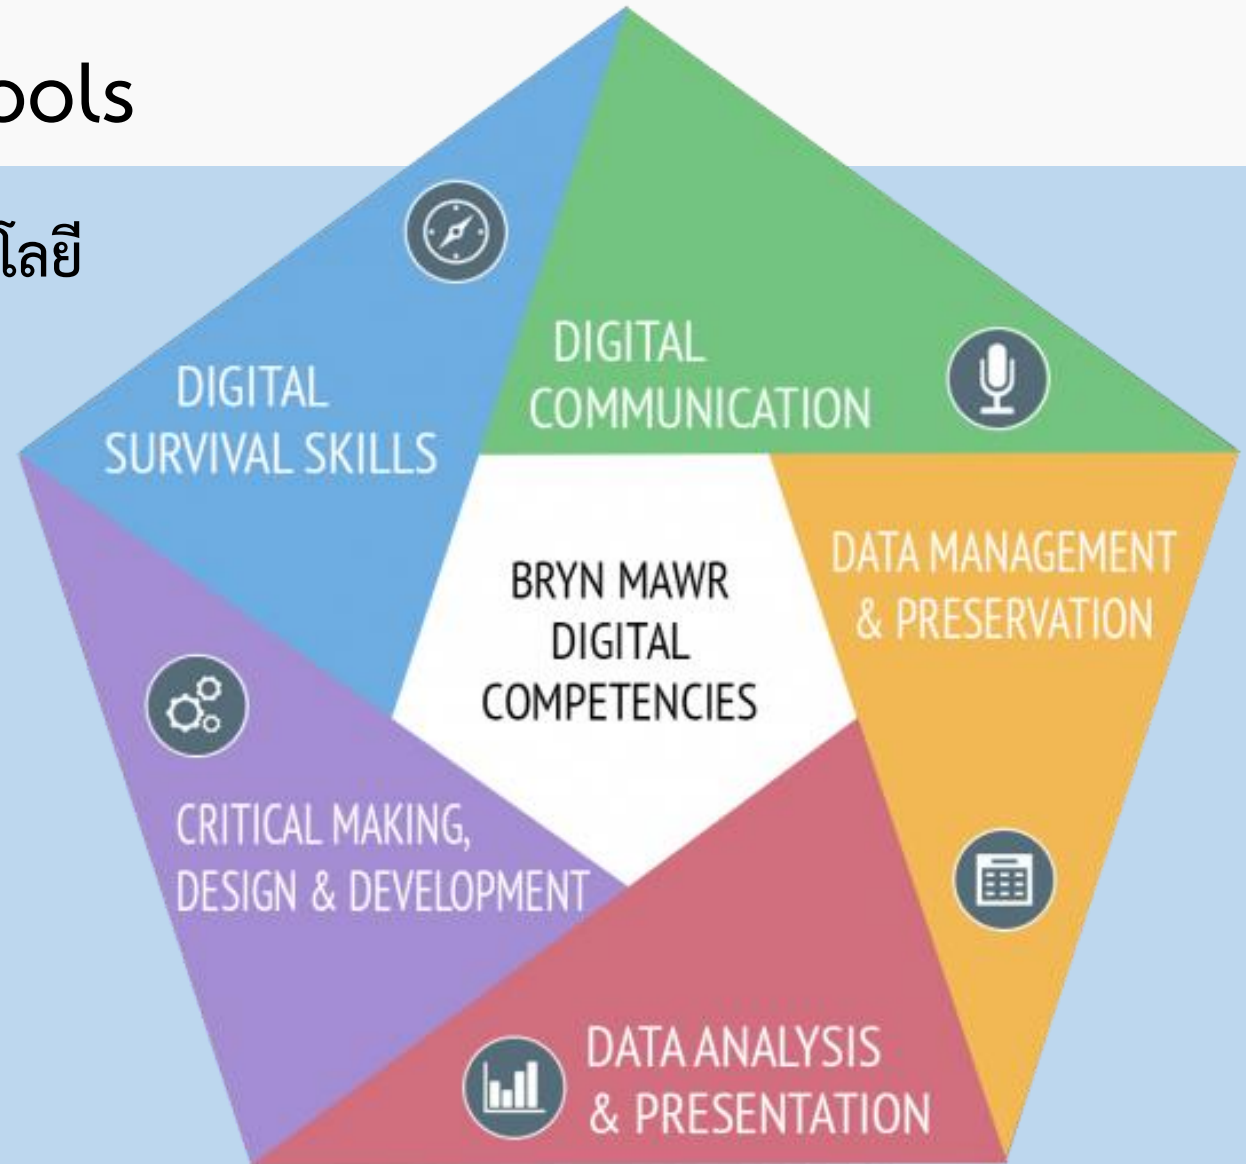 ools
โลยี
DIGITAL
SURVIVAL SKILLS
DIGITAL
COMMUNICATION
DATA MANAGEMENT
& PRESERVATION
BRYN MAWR
DIGITAL
COMPETENCIES
CRITICAL MAKING,
DESIGN & DEVELOPMENT
DATA ANALYSIS
& PRESENTATION